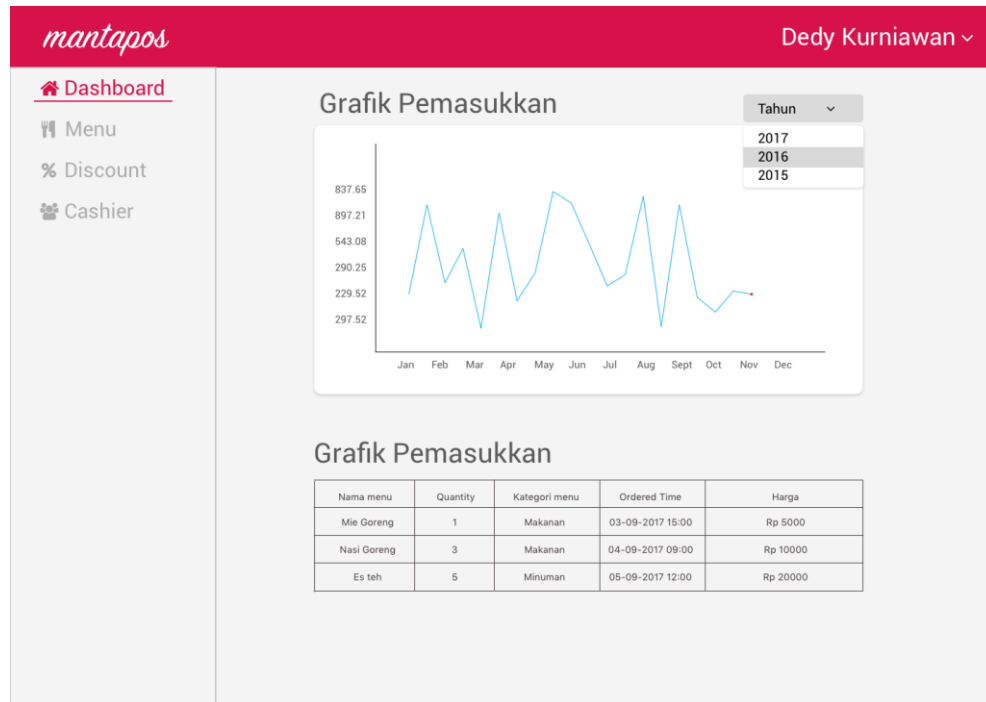 mantapos
Dedy Kurniawan
Dashboard
Menu
% Discount
Cashier
Grafik Pemasukkan
Tahun
2017
2016
2015
837.65
897.21
543.08
290.25
229.52
297.52
Jan Feb Mar Apr May Jun Jul Aug Sept Oct Nov Dec
Grafik Pemasukkan
Nama menu Quantity Kategori menu Ordered Time Harga
Mie Goreng 1 Makanan 03-09-2017 15:00 Rp 5000
Nasi Goreng 3 Makanan 04-09-2017 09:00 Rp 10000
Es teh 5 Minuman 05-09-2017 12:00 Rp 20000